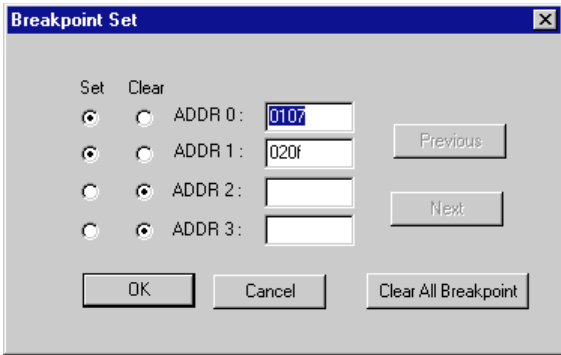 Breakpoint Set
Set Clear
ADDR 0 : 0107
ADDR 1 : 020f
Previous
ADDR 2 :
Next
ADDR 3 :
OK Cancel Clear All Breakpoint